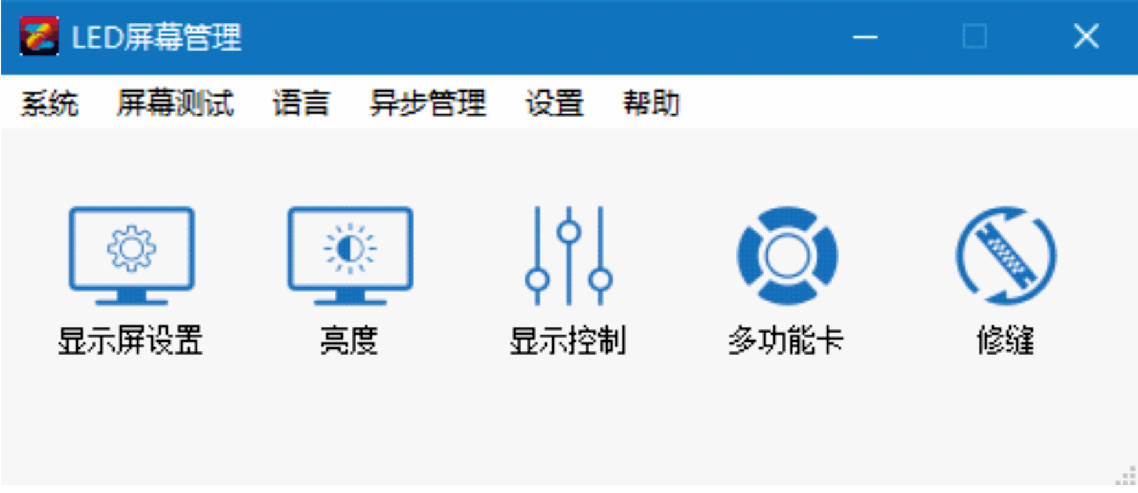 LED屏幕管理
系统 屏幕测试 语言 异步管理 设置 帮助
显示屏设置 亮度 显示控制 多功能卡 修缝